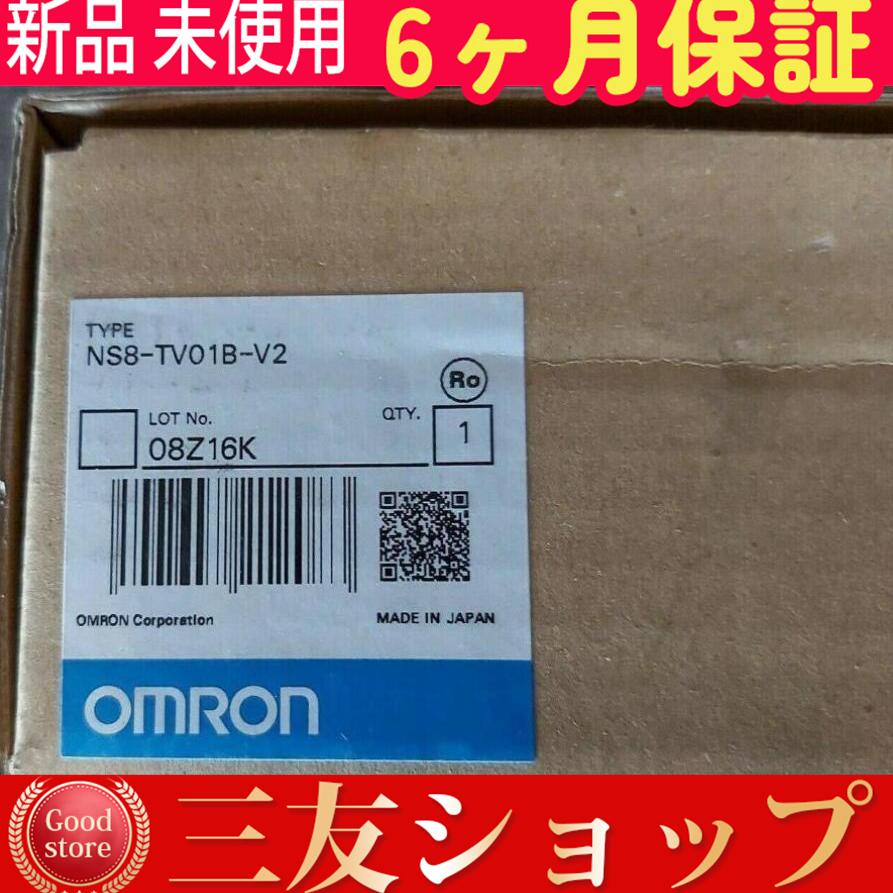 新品 未使用 6ヶ月保証
TYPE
NS8-TV01B-V2
Ro
LOT No.
QTY.
08Z16K
1
OMRON Corporation
MADE IN JAPAN
OMRON
Good
store
三友ショップ